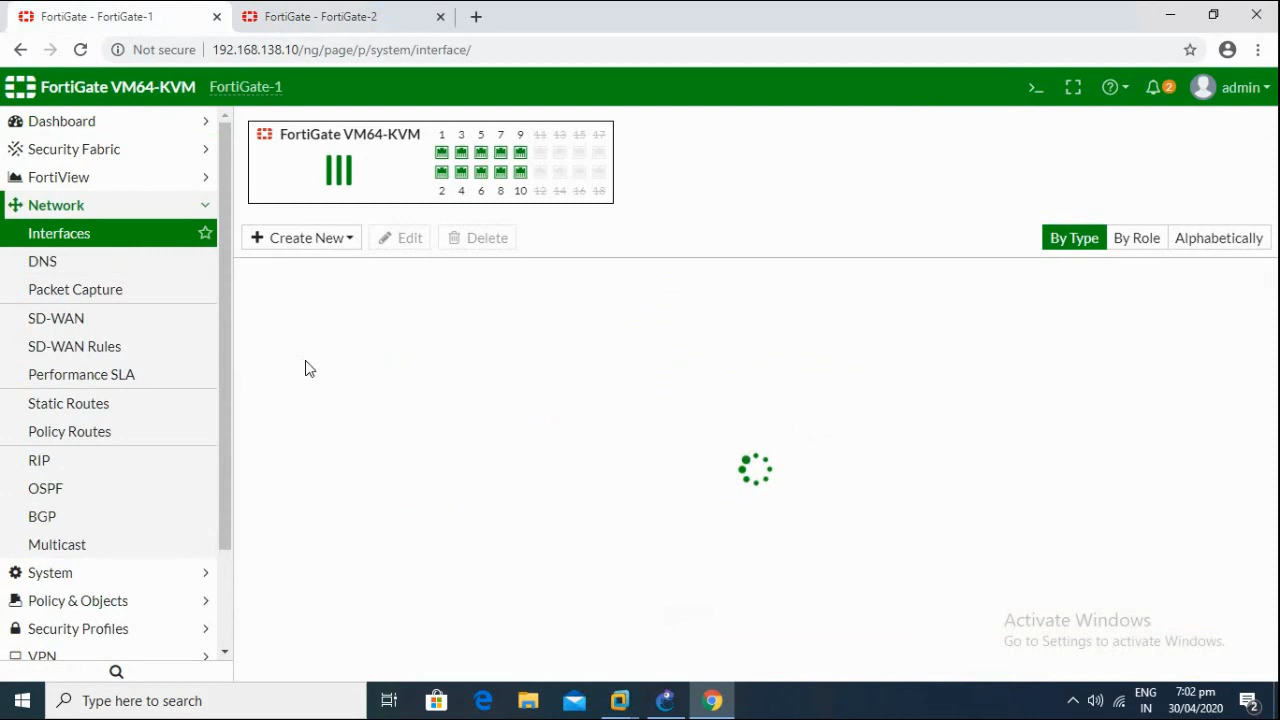 FortiGate - FortiGate-1
FortiGate - FortiGate-2
Not secure
192.168.138.10/ng/page/p/system/interface/
FortiGate VM64-KVM
FortiGate-1
>_
2
admin
Dashboard
Security Fabric
FortiView
Network
Interfaces
DNS
Packet Capture
SD-WAN
SD-WAN Rules
Performance SLA
Static Routes
Policy Routes
RIP
OSPF
BGP
Multicast
System
Policy & Objects
Security Profiles
VPN
FortiGate VM64-KVM
1 3 5 7 9 11 13 15 17
2 4 6 8 10 12 14 16 18
+ Create New
Edit
Delete
By Type
By Role
Alphabetically
Activate Windows
Go to Settings to activate Windows.
Type here to search
ENG
IN
7:02 pm
30/04/2020
2